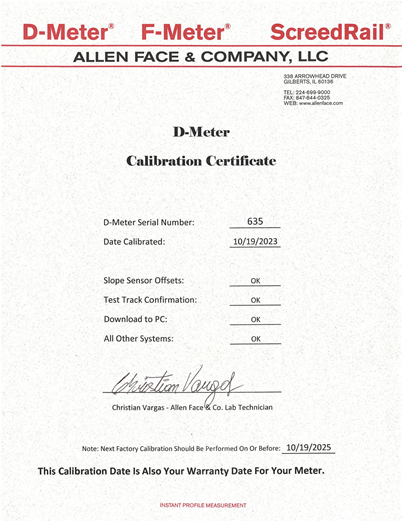 D-Meter® F-Meter® ScreedRail®
ALLEN FACE & COMPANY, LLC
338 ARROWHEAD DRIVE
GILBERTS, IL 60136
TEL: 224-699-9000
FAX: 847-844-0325
WEB: www.allenface.com
D-Meter
Calibration Certificate
D-Meter Serial Number: 635
Date Calibrated: 10/19/2023
Slope Sensor Offsets: OK
Test Track Confirmation: OK
Download to PC: OK
All Other Systems: OK
Christian Vargas
Christian Vargas - Allen Face & Co. Lab Technician
Note: Next Factory Calibration Should Be Performed On Or Before: 10/19/2025
This Calibration Date Is Also Your Warranty Date For Your Meter.
INSTANT PROFILE MEASUREMENT